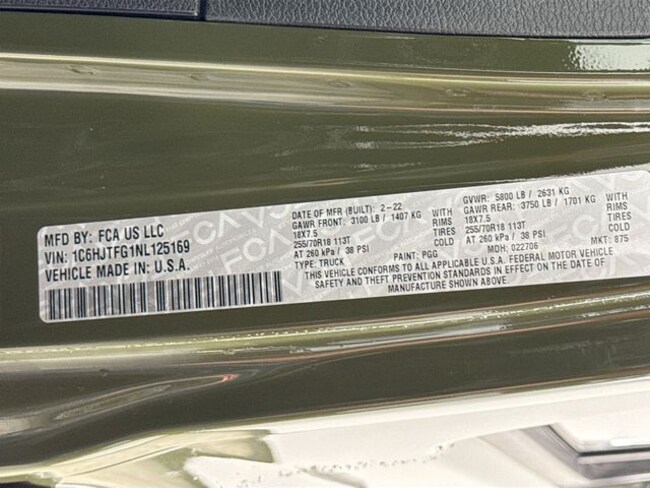 MFD BY: FCA US LLC
VIN: 1C6HJTFG1NL125169
VEHICLE MADE IN U.S.A.
DATE OF MFR (BUILT): 2-22 GVWR: 5800 LB / 2631 KG
GAWR FRONT: 3100 LB / 1407 KG WITH GAWR REAR: 3750 LB / 1701 KG WITH
18X7.5 RIMS 18X7.5 RIMS
255/70R18 113T TIRES 255/70R18 113T TIRES
AT 260 kPa / 38 PSI COLD AT 260 kPa / 38 PSI COLD
TYPE: TRUCK PAINT: PGG MDH: 022706 MKT: 875
THIS VEHICLE CONFORMS TO ALL APPLICABLE U.S.A. FEDERAL MOTOR VEHICLE
SAFETY AND THEFT PREVENTION STANDARDS IN EFFECT ON THE DATE OF
MANUFACTURE SHOWN ABOVE.